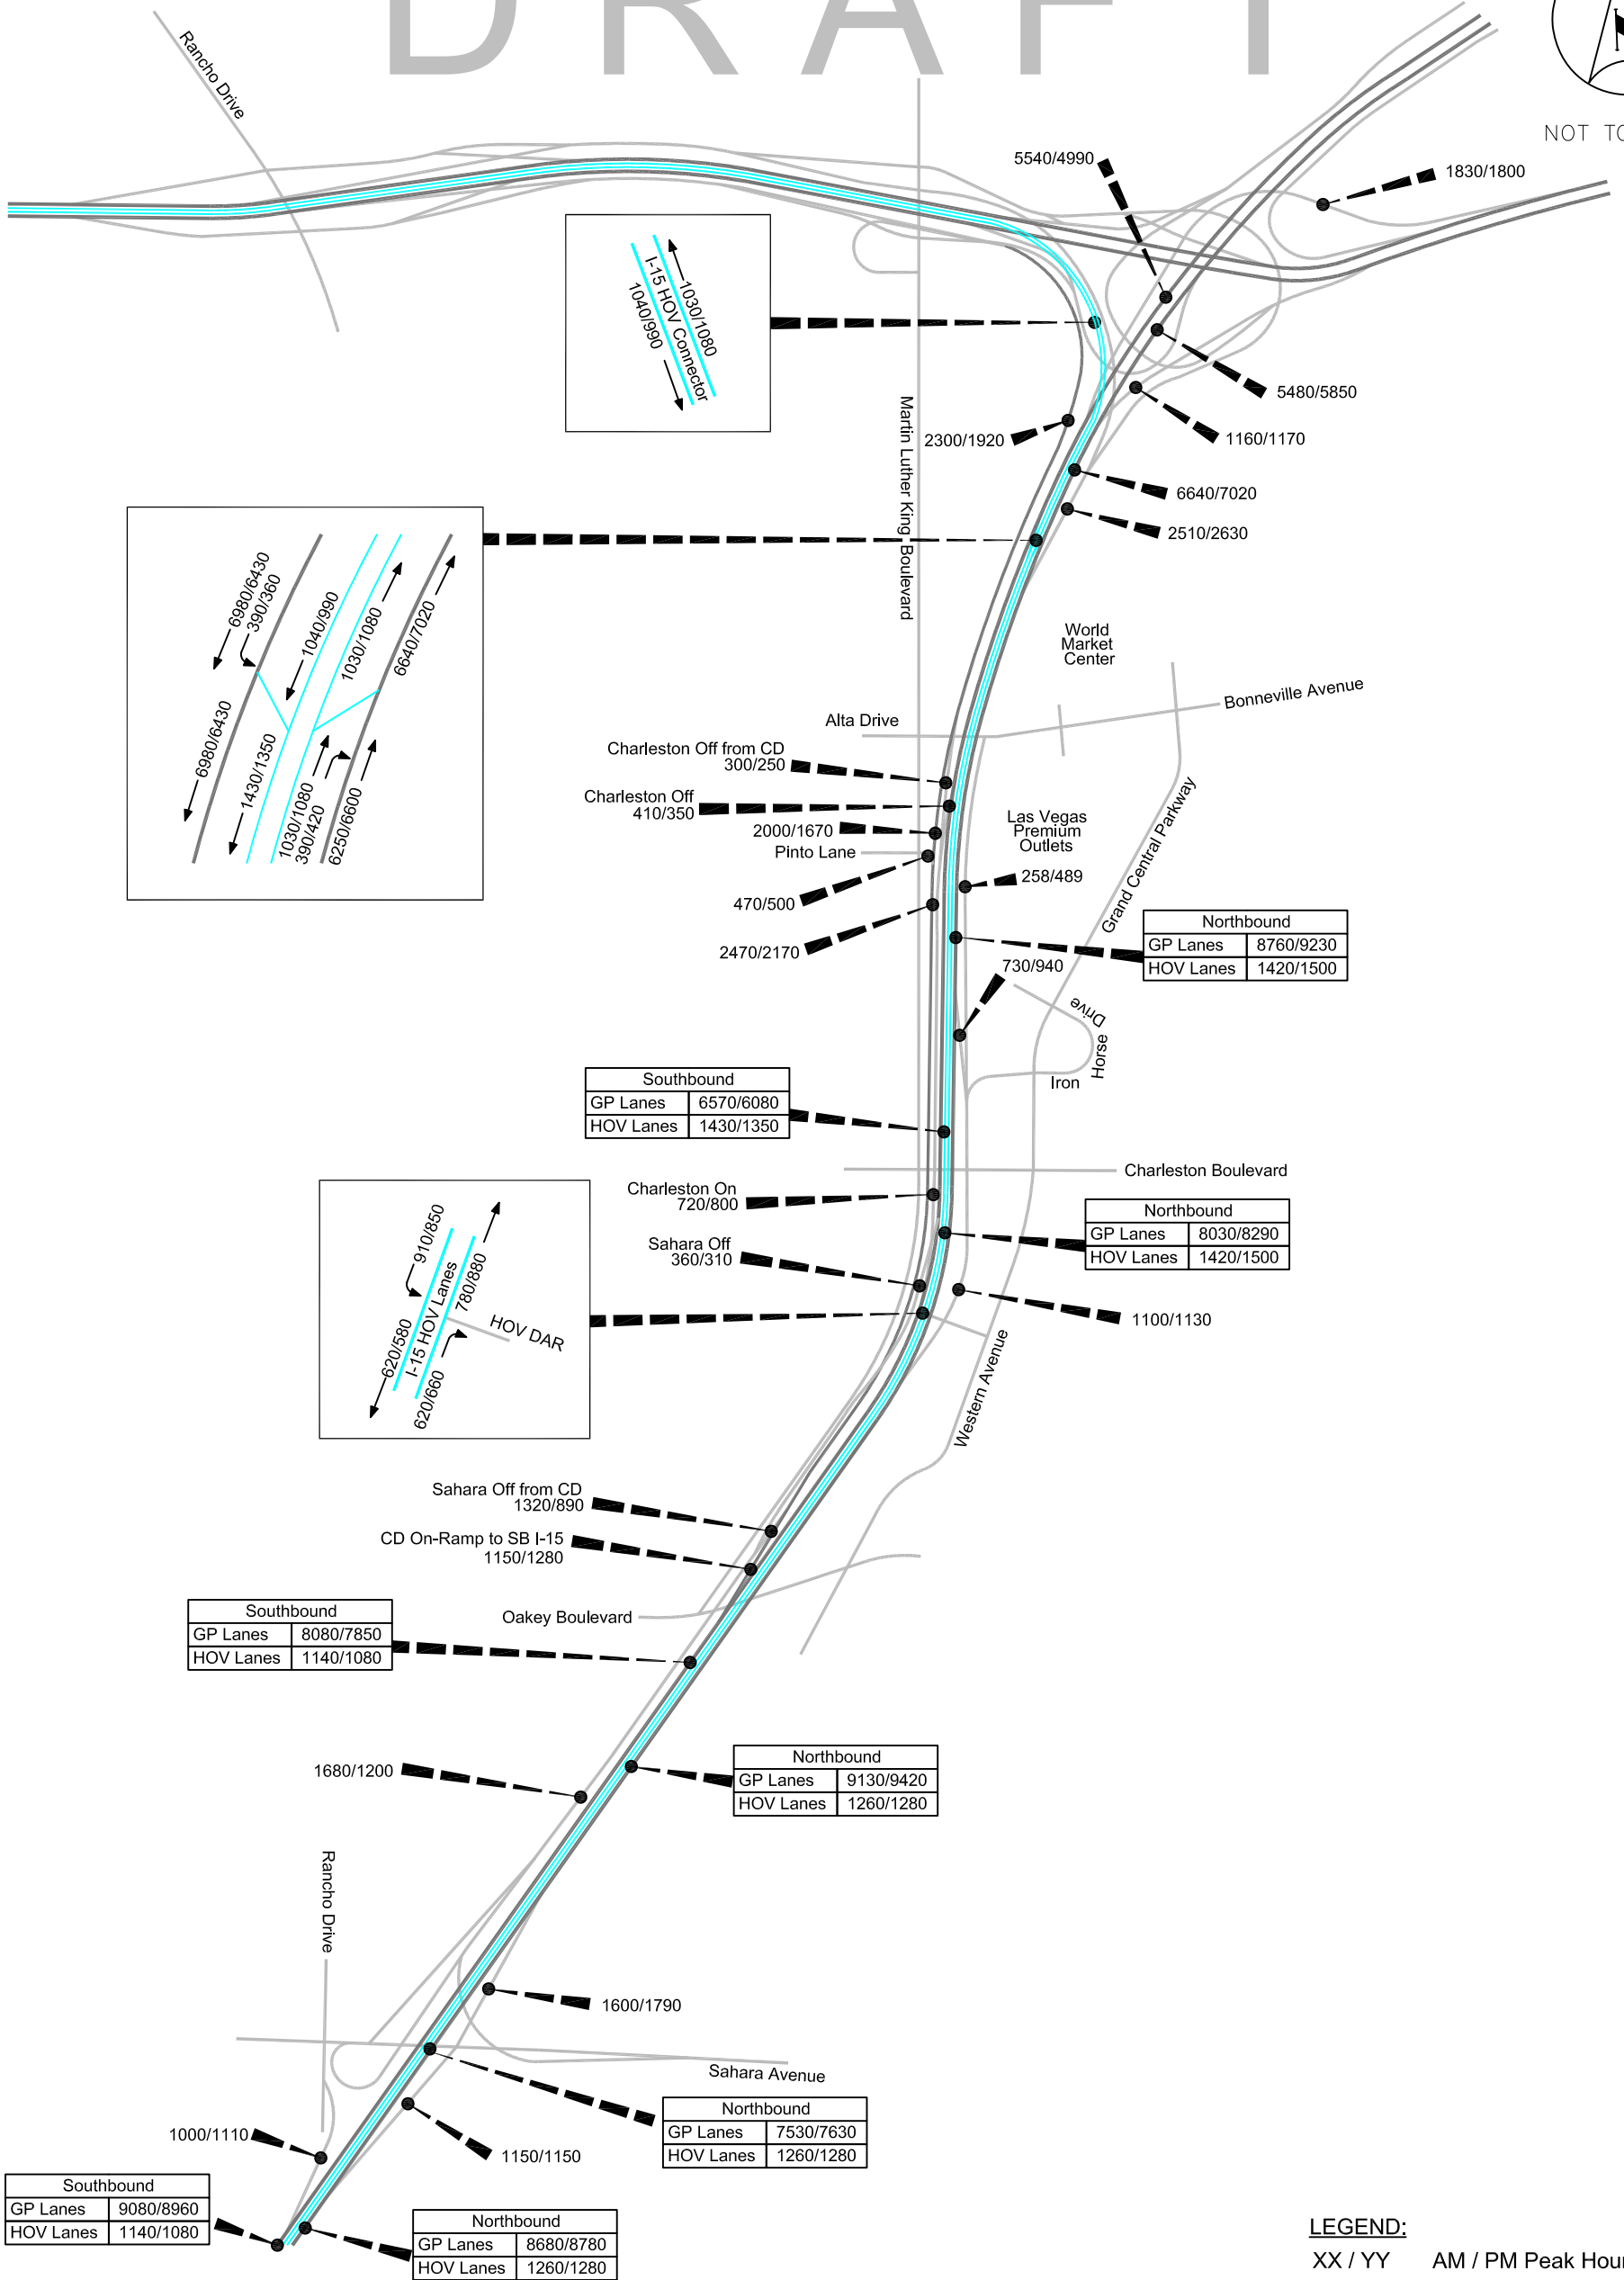 DRAFT
Rancho Drive
NOT TO
5540/4990
1830/1800
1030/1080
I-15 HOV Connector
1040/990
5480/5850
1160/1170
2300/1920
Martin Luther King Boulevard
6640/7020
2510/2630
6980/6430
390/360
1040/990
1030/1080
6640/7020
6980/6430
1430/1350
1030/1080
390/420
6250/6600
World
Market
Center
Bonneville Avenue
Alta Drive
Charleston Off from CD
300/250
Charleston Off
410/350
2000/1670
Pinto Lane
Las Vegas
Premium
Outlets
Grand Central Parkway
258/489
470/500
2470/2170
Northbound
GP Lanes 8760/9230
HOV Lanes 1420/1500
730/940
Iron Horse Drive
Southbound
GP Lanes 6570/6080
HOV Lanes 1430/1350
Charleston Boulevard
Charleston On
720/800
Northbound
GP Lanes 8030/8290
HOV Lanes 1420/1500
Sahara Off
360/310
910/850
780/880
I-15 HOV Lanes
HOV DAR
620/580
620/660
1100/1130
Western Avenue
Sahara Off from CD
1320/890
CD On-Ramp to SB I-15
1150/1280
Oakey Boulevard
Southbound
GP Lanes 8080/7850
HOV Lanes 1140/1080
1680/1200
Northbound
GP Lanes 9130/9420
HOV Lanes 1260/1280
Rancho Drive
1600/1790
Sahara Avenue
Northbound
GP Lanes 7530/7630
HOV Lanes 1260/1280
1000/1110
1150/1150
Southbound
GP Lanes 9080/8960
HOV Lanes 1140/1080
Northbound
GP Lanes 8680/8780
HOV Lanes 1260/1280
LEGEND:
XX / YY AM / PM Peak Hour